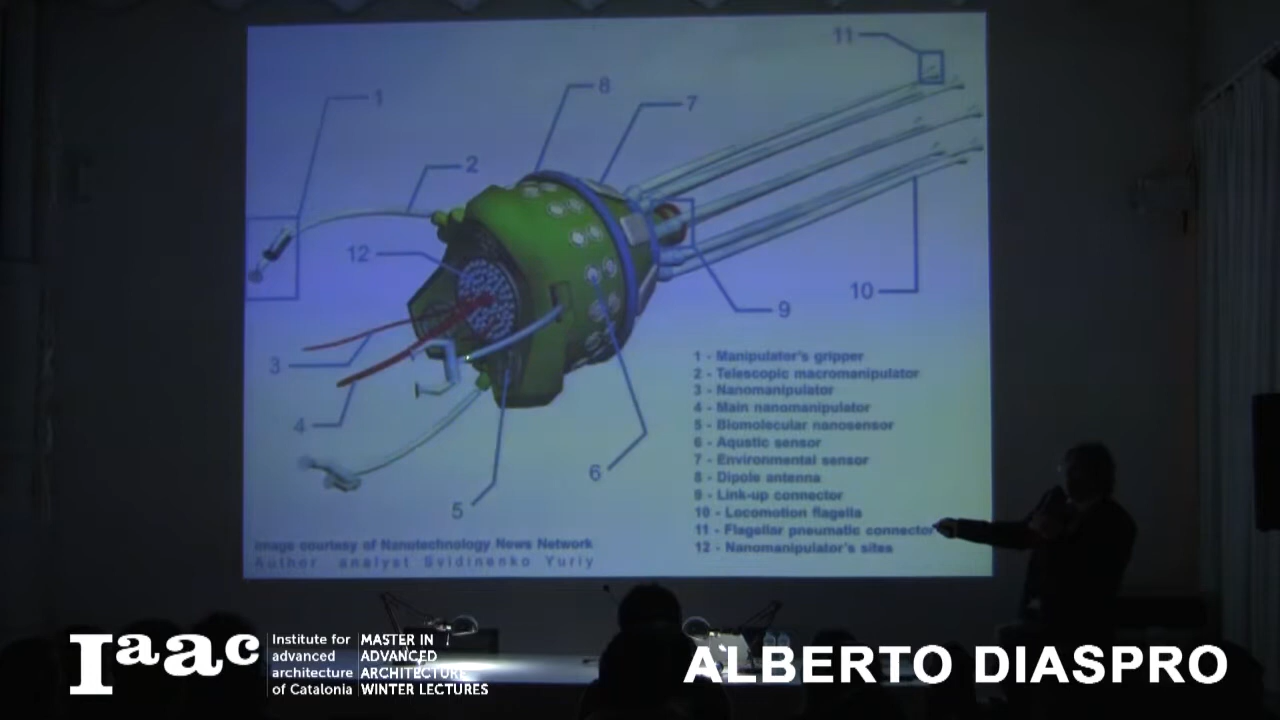 11
8
1
7
2
12
10
9
3
4
6
5
1 - Manipulator's gripper
2 - Telescopic macromanipulator
3 - Nanomanipulator
4 - Main nanomanipulator
5 - Biomolecular nanosensor
6 - Aqustic sensor
7 - Environmental sensor
8 - Dipole antenna
9 - Link-up connector
10 - Locomotion flagella
11 - Flagellar pneumatic connector
12 - Nanomanipulator's sites
Image courtesy of Nanotechnology News Network
Author analyst Svidinenko Yuriy
Iaac
Institute for
advanced
architecture
of Catalonia
MASTER IN
ADVANCED
ARCHITECTURE
WINTER LECTURES
ALBERTO DIASPRO